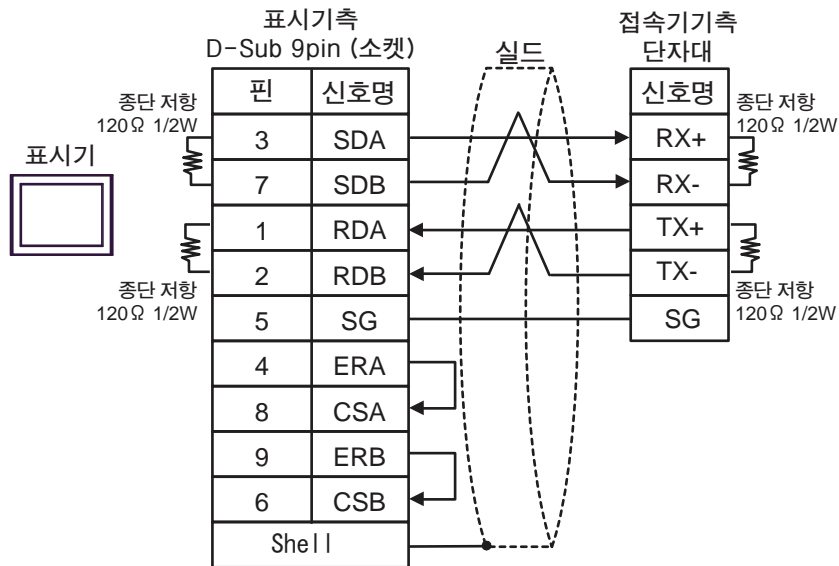 표시기측
D-Sub 9pin (소켓)
실드
접속기기측
단자대
핀 신호명
신호명
종단 저항
120Ω 1/2W
종단 저항
120Ω 1/2W
표시기
3 SDA
RX+
7 SDB
RX-
1 RDA
TX+
2 RDB
TX-
종단 저항
120Ω 1/2W
종단 저항
120Ω 1/2W
5 SG
SG
4 ERA
8 CSA
9 ERB
6 CSB
Shell